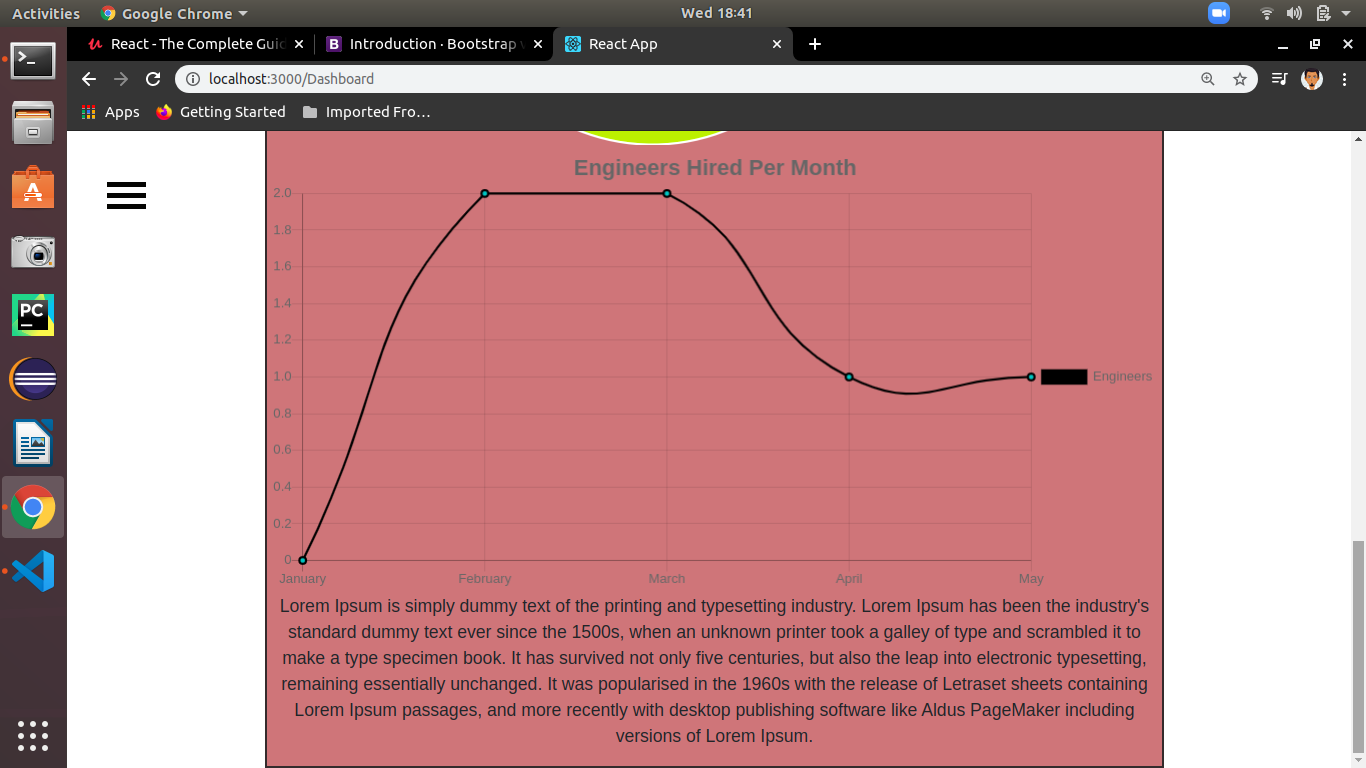 Activities
Google Chrome
Wed 18:41
React - The Complete Guid
Introduction · Bootstrap
React App
localhost:3000/Dashboard
Apps
Getting Started
Imported Fro…
Engineers Hired Per Month
2.0
1.8
1.6
1.4
1.2
1.0
0.8
0.6
0.4
0.2
0
January
February
March
April
May
Engineers
Lorem Ipsum is simply dummy text of the printing and typesetting industry. Lorem Ipsum has been the industry's
standard dummy text ever since the 1500s, when an unknown printer took a galley of type and scrambled it to
make a type specimen book. It has survived not only five centuries, but also the leap into electronic typesetting,
remaining essentially unchanged. It was popularised in the 1960s with the release of Letraset sheets containing
Lorem Ipsum passages, and more recently with desktop publishing software like Aldus PageMaker including
versions of Lorem Ipsum.
PC